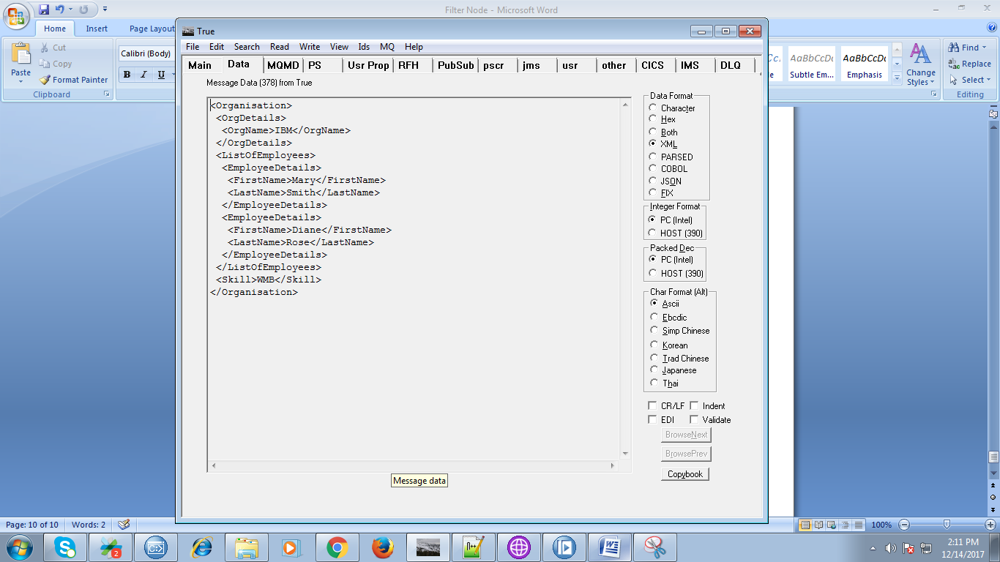 Filter Node - Microsoft Word
Home Insert Page Layout
Cut
Copy
Format Painter
Paste
Clipboard
Calibri (Body)
B I U
AaBbCcDc AaBbCcDc
Subtle Em... Emphasis
Change Styles
Find
Replace
Select
Editing
True
File Edit Search Read Write View Ids MQ Help
Main Data MQMD PS Usr Prop RFH PubSub pscr jms usr other CICS IMS DLQ
Message Data (378) from True
<Organisation>
 <OrgDetails>
  <OrgName>IBM</OrgName>
 </OrgDetails>
 <ListOfEmployees>
  <EmployeeDetails>
   <FirstName>Mary</FirstName>
   <LastName>Smith</LastName>
  </EmployeeDetails>
  <EmployeeDetails>
   <FirstName>Diane</FirstName>
   <LastName>Rose</LastName>
  </EmployeeDetails>
 </ListOfEmployees>
 <Skill>WMB</Skill>
</Organisation>
Message data
Data Format
Character
Hex
Both
XML
PARSED
COBOL
JSON
FIX
Integer Format
PC (Intel)
HOST (390)
Packed Dec
PC (Intel)
HOST (390)
Char Format (Alt)
Ascii
Ebcdic
Simp Chinese
Korean
Trad Chinese
Japanese
Thai
CR/LF Indent
EDI Validate
BrowseNext
BrowsePrev
Copybook
Page: 10 of 10 Words: 2
100%
2
2:11 PM
12/14/2017